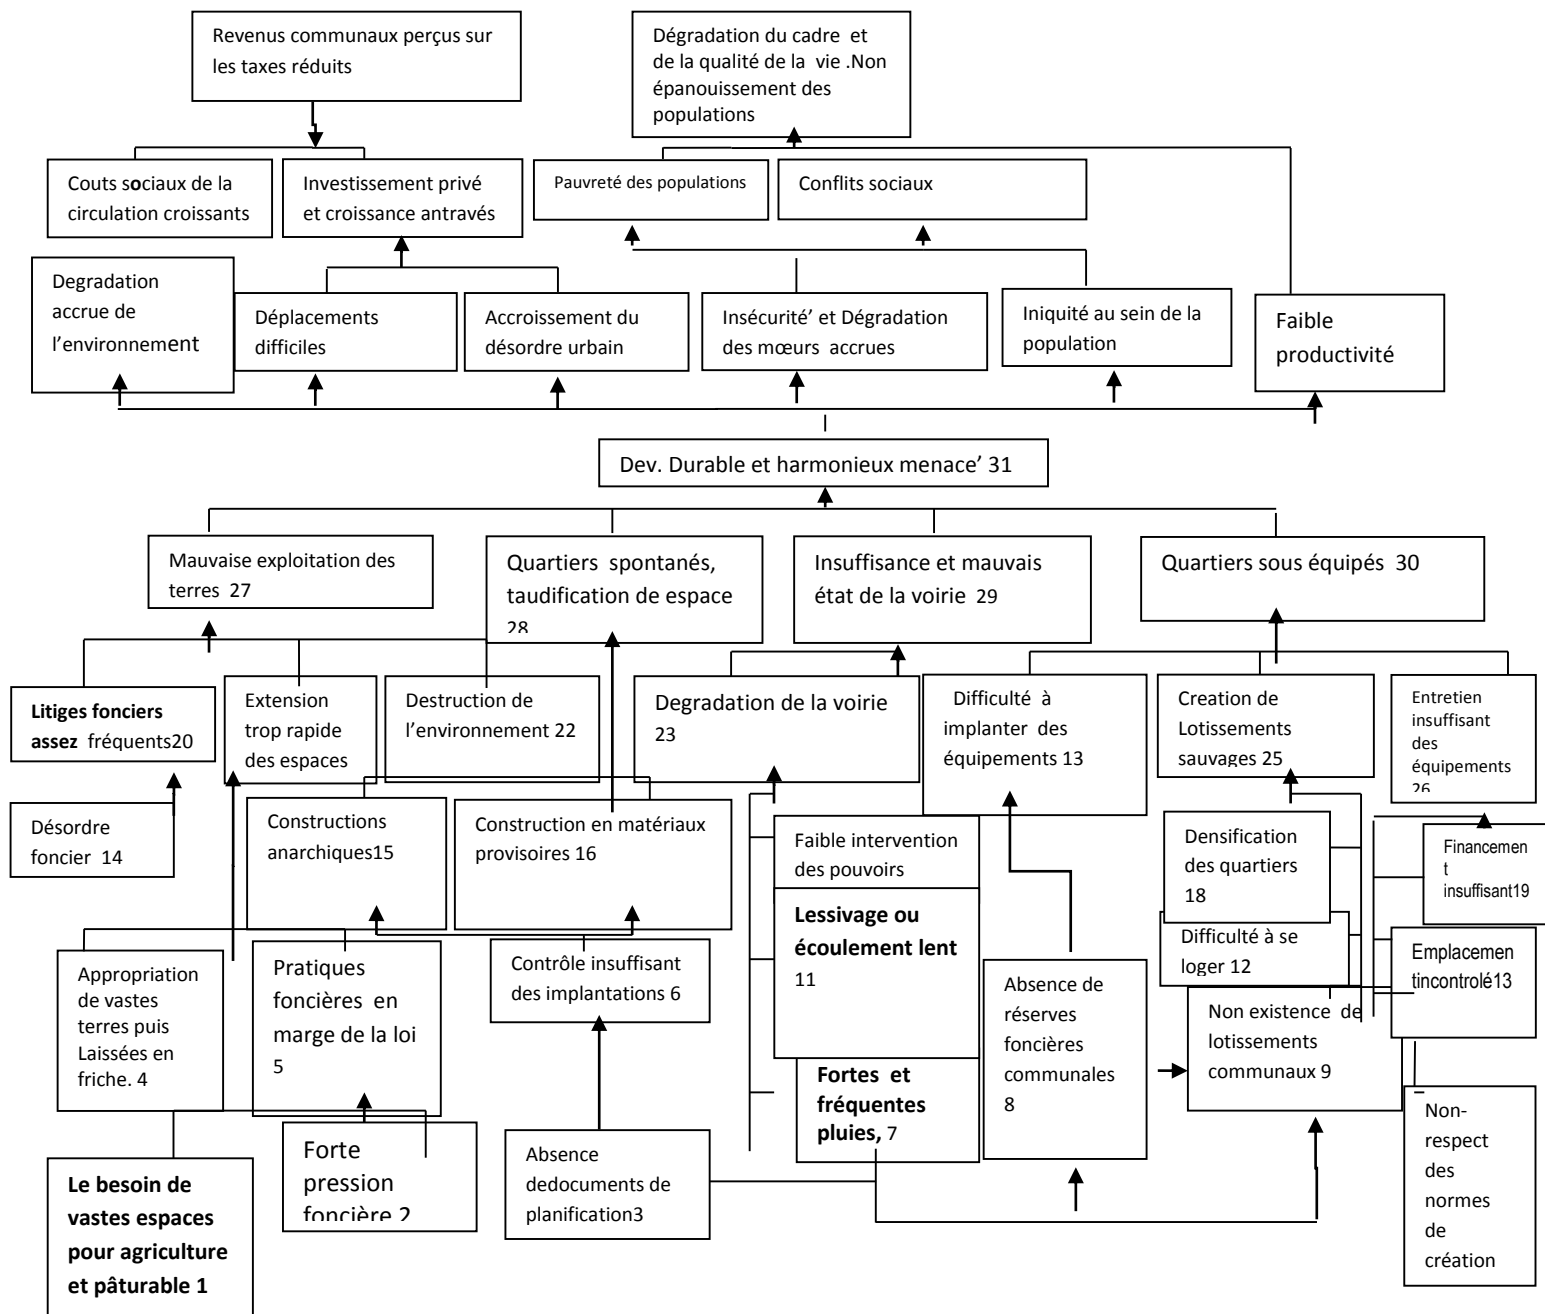 Revenus communaux perçus sur
les taxes réduits
Dégradation du cadre et
de la qualité de la vie .Non
épanouissement des
populations
Couts sociaux de la
circulation croissants
Investissement privé
et croissance antravés
Pauvreté des populations
Conflits sociaux
Degradation
accrue de
l’environnement
Déplacements
difficiles
Accroissement du
désordre urbain
Insécurité’ et Dégradation
des mœurs accrues
Iniquité au sein de la
population
Faible
productivité
Dev. Durable et harmonieux menace’ 31
Mauvaise exploitation des
terres 27
Quartiers spontanés,
taudification de espace
28
Insuffisance et mauvais
état de la voirie 29
Quartiers sous équipés 30
Litiges fonciers
assez fréquents20
Extension
trop rapide
des espaces
Destruction de
l’environnement 22
Degradation de la voirie
23
Difficulté à
implanter des
équipements 13
Creation de
Lotissements
sauvages 25
Entretien
insuffisant
des
équipements
26
Désordre
foncier 14
Constructions
anarchiques15
Construction en matériaux
provisoires 16
Faible intervention
des pouvoirs
Densification
des quartiers
18
Financemen
t
insuffisant19
Lessivage ou
écoulement lent
11
Difficulté à se
loger 12
Emplacemen
tincontrolé13
Appropriation
de vastes
terres puis
Laissées en
friche. 4
Pratiques
foncières en
marge de la loi
5
Contrôle insuffisant
des implantations 6
Absence de
réserves
foncières
communales
8
Non existence de
lotissements
communaux 9
Fortes et
fréquentes
pluies, 7
Non-
respect
des
normes
de
création
Le besoin de
vastes espaces
pour agriculture
et pâturable 1
Forte
pression
foncière 2
Absence
dedocuments de
planification3